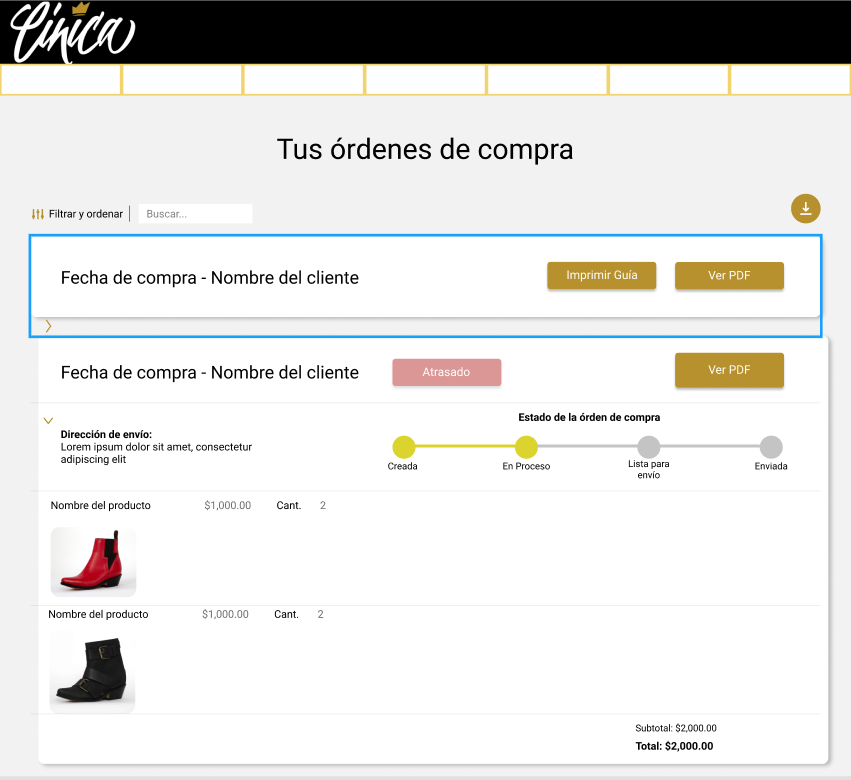 Cínica
Tus órdenes de compra
Filtrar y ordenar
Buscar...
Fecha de compra - Nombre del cliente
Imprimir Guía
Ver PDF
Fecha de compra - Nombre del cliente
Atrasado
Ver PDF
Estado de la órden de compra
Dirección de envío:
Lorem ipsum dolor sit amet, consectetur
adipiscing elit
Creada
En Proceso
Lista para
envío
Enviada
Nombre del producto $1,000.00 Cant. 2
Nombre del producto $1,000.00 Cant. 2
Subtotal: $2,000.00
Total: $2,000.00